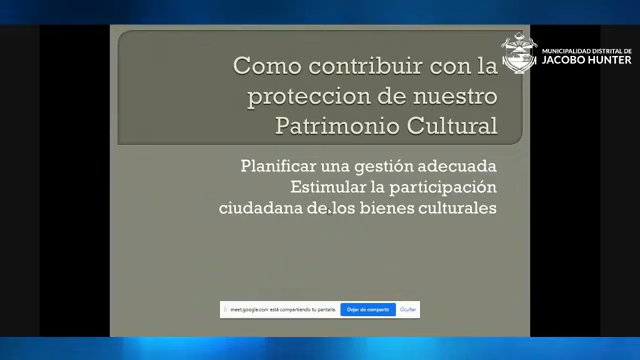 Como contribuir con la
proteccion de nuestro
Patrimonio Cultural
MUNICIPALIDAD DISTRITAL DE
JACOBO HUNTER
Planificar una gestión adecuada
Estimular la participación
ciudadana de los bienes culturales
meet.google.com está compartiendo tu pantalla.
Dejar de compartir
Ocultar